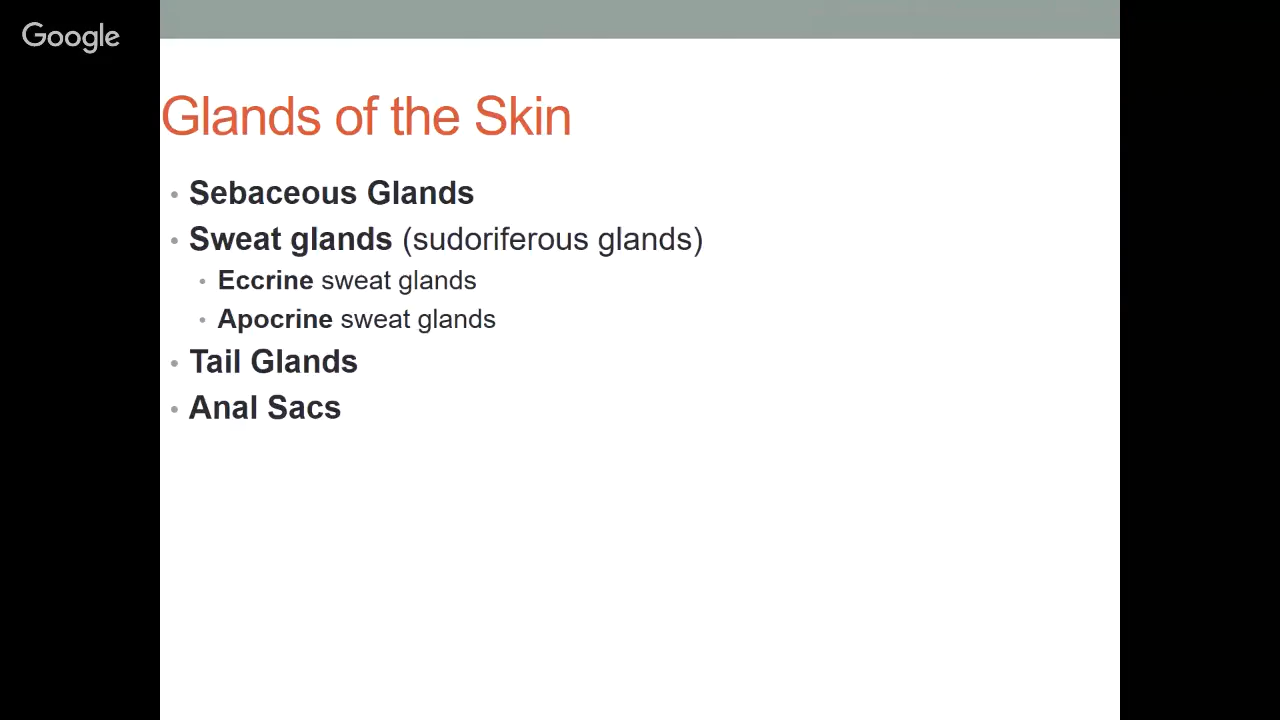 Google
Glands of the Skin
• Sebaceous Glands
• Sweat glands (sudoriferous glands)
• Eccrine sweat glands
• Apocrine sweat glands
• Tail Glands
• Anal Sacs